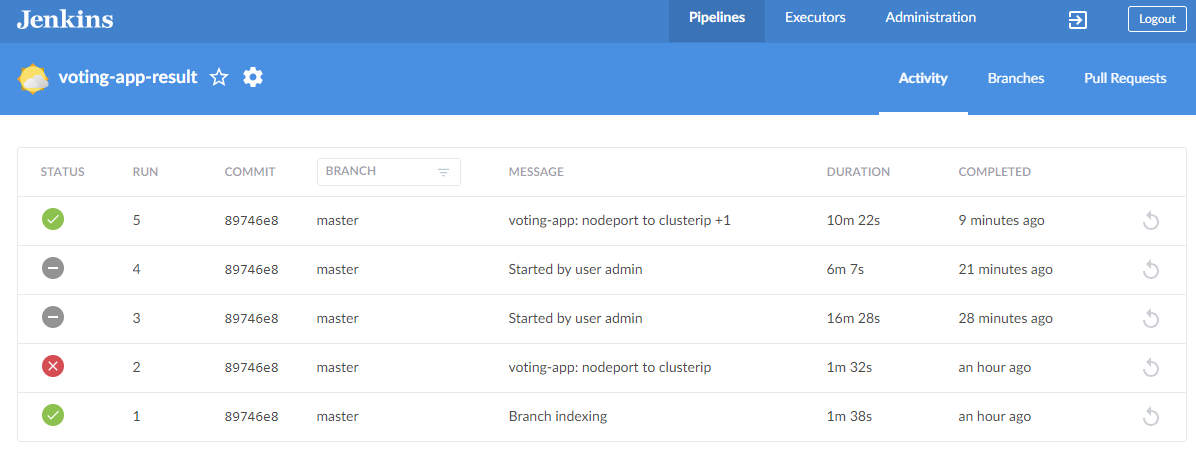 Jenkins Pipelines Executors Administration Logout
voting-app-result Activity Branches Pull Requests
STATUS RUN COMMIT BRANCH MESSAGE DURATION COMPLETED
5 89746e8 master voting-app: nodeport to clusterip +1 10m 22s 9 minutes ago
4 89746e8 master Started by user admin 6m 7s 21 minutes ago
3 89746e8 master Started by user admin 16m 28s 28 minutes ago
2 89746e8 master voting-app: nodeport to clusterip 1m 32s an hour ago
1 89746e8 master Branch indexing 1m 38s an hour ago